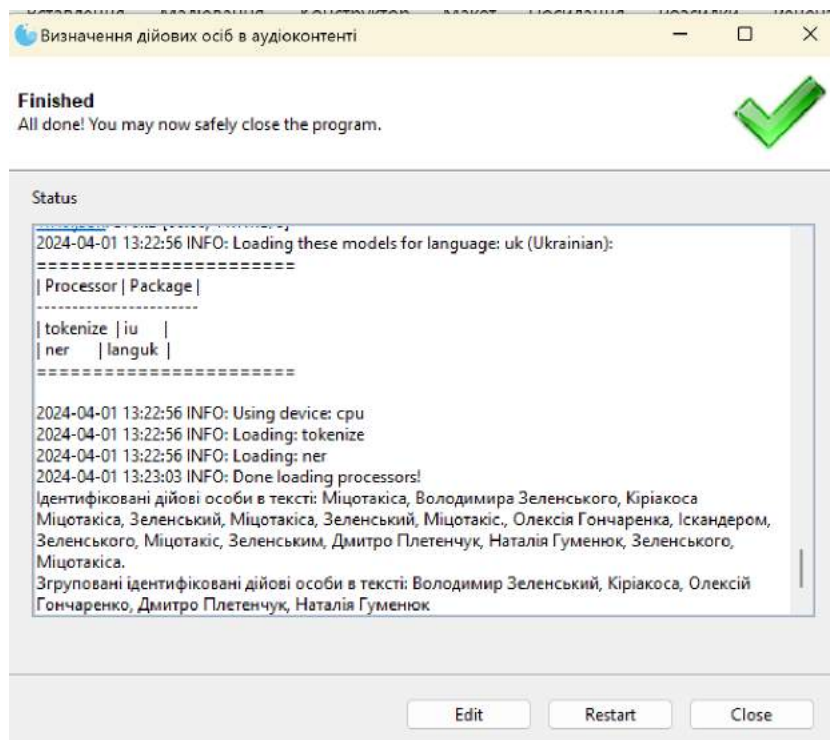 Визначення дійових осіб в аудіоконтенті
Finished
All done! You may now safely close the program.
Status
2024-04-01 13:22:56 INFO: Loading these models for language: uk (Ukrainian):
=======================
| Processor | Package |
-----------------------
| tokenize | iu |
| ner | languk |
=======================
2024-04-01 13:22:56 INFO: Using device: cpu
2024-04-01 13:22:56 INFO: Loading: tokenize
2024-04-01 13:22:56 INFO: Loading: ner
2024-04-01 13:23:03 INFO: Done loading processors!
Ідентифіковані дійові особи в тексті: Міцотакіса, Володимира Зеленського, Кіріакоса
Міцотакіса, Зеленський, Міцотакіса, Зеленський, Міцотакіс., Олексія Гончаренка, Іскандером,
Зеленського, Міцотакіс, Зеленським, Дмитро Плетенчук, Наталія Гуменюк, Зеленського,
Міцотакіса.
Згруповані ідентифіковані дійові особи в тексті: Володимир Зеленський, Кіріакоса, Олексій
Гончаренко, Дмитро Плетенчук, Наталія Гуменюк
Edit Restart Close